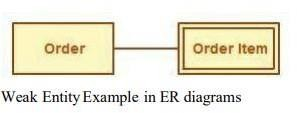 Order
Order Item
Weak Entity Example in ER diagrams